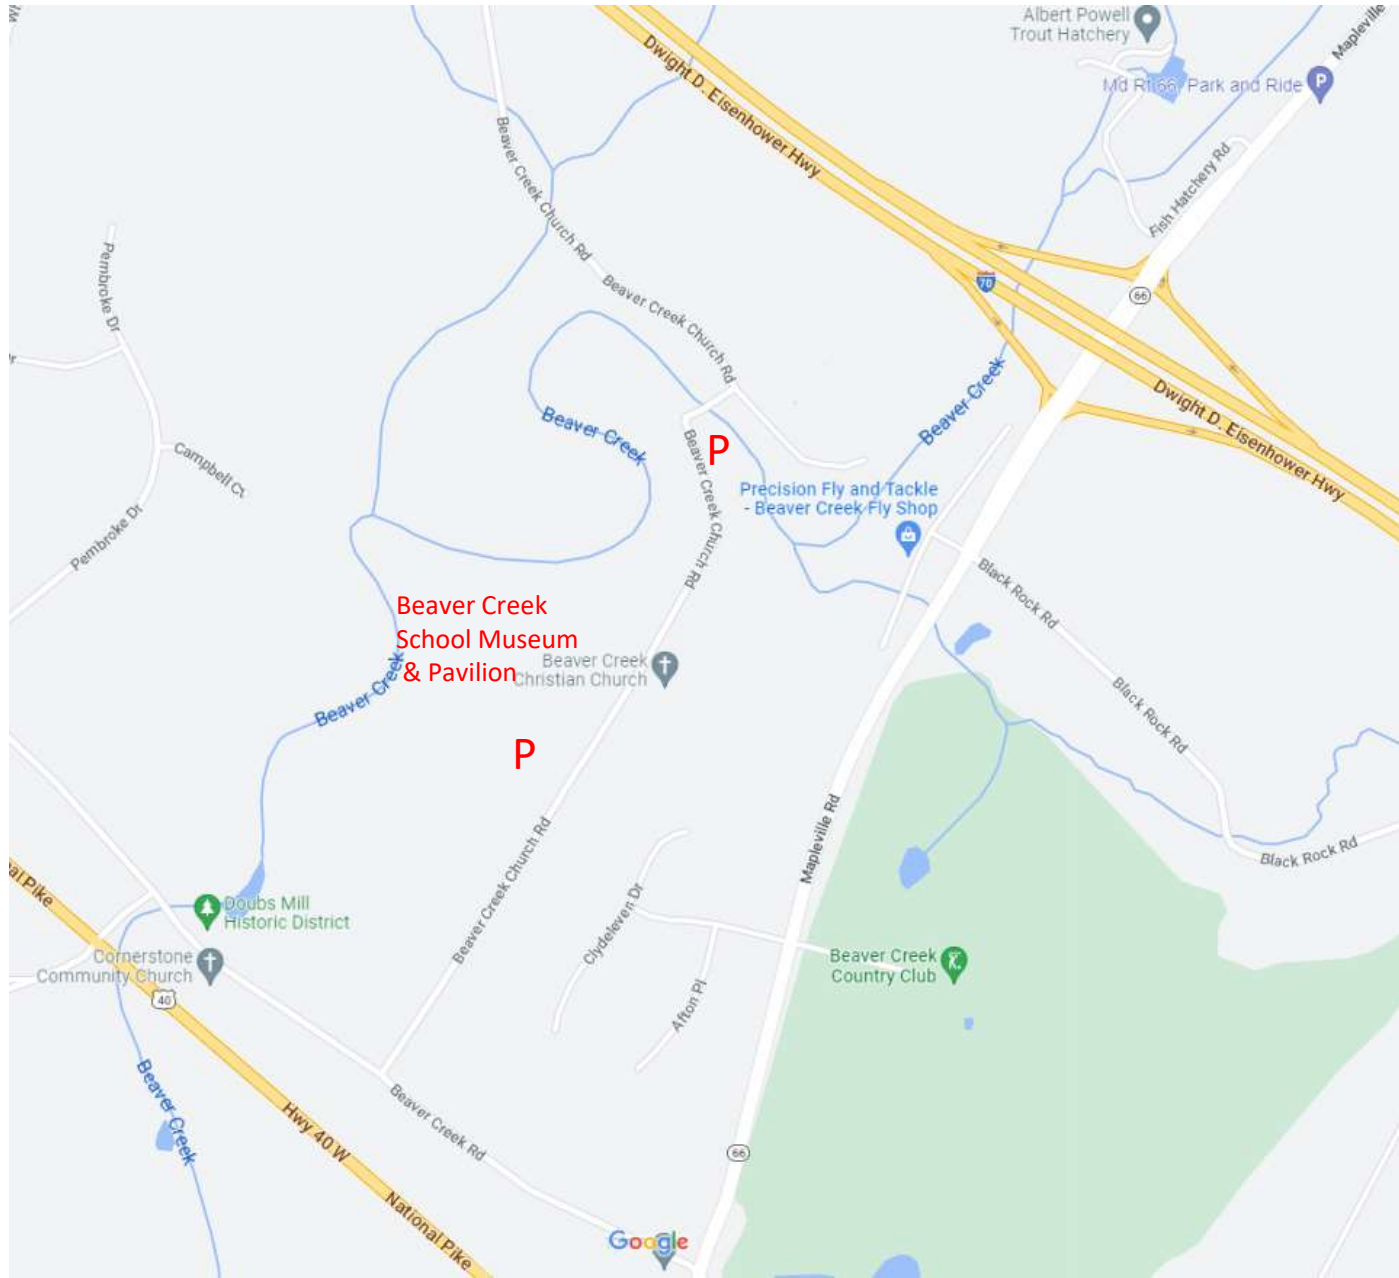 Albert Powell
Trout Hatchery
Mapleville
Md Rt 66, Park and Ride
P
Dwight D. Eisenhower Hwy
Fish Hatchery Rd
Beaver Creek Church Rd
Pembroke Dr
70
66
Beaver Creek Church Rd
Beaver Creek
Dwight D. Eisenhower Hwy
Beaver Creek
P
Beaver Creek Church Rd
Campbell Ct
Pembroke Dr
Precision Fly and Tackle
- Beaver Creek Fly Shop
Black Rock Rd
Beaver Creek
School Museum
& Pavilion
Beaver Creek
Christian Church
Beaver Creek
Black Rock Rd
P
Mapleville Rd
Black Rock Rd
Beaver Creek Church Rd
Clydeleven Dr
al Pike
Doubs Mill
Historic District
Cornerstone
Community Church
40
Beaver Creek
Country Club
Afton Pl
Beaver Creek
Hwy 40 W
Beaver Creek Rd
66
National Pike
Google